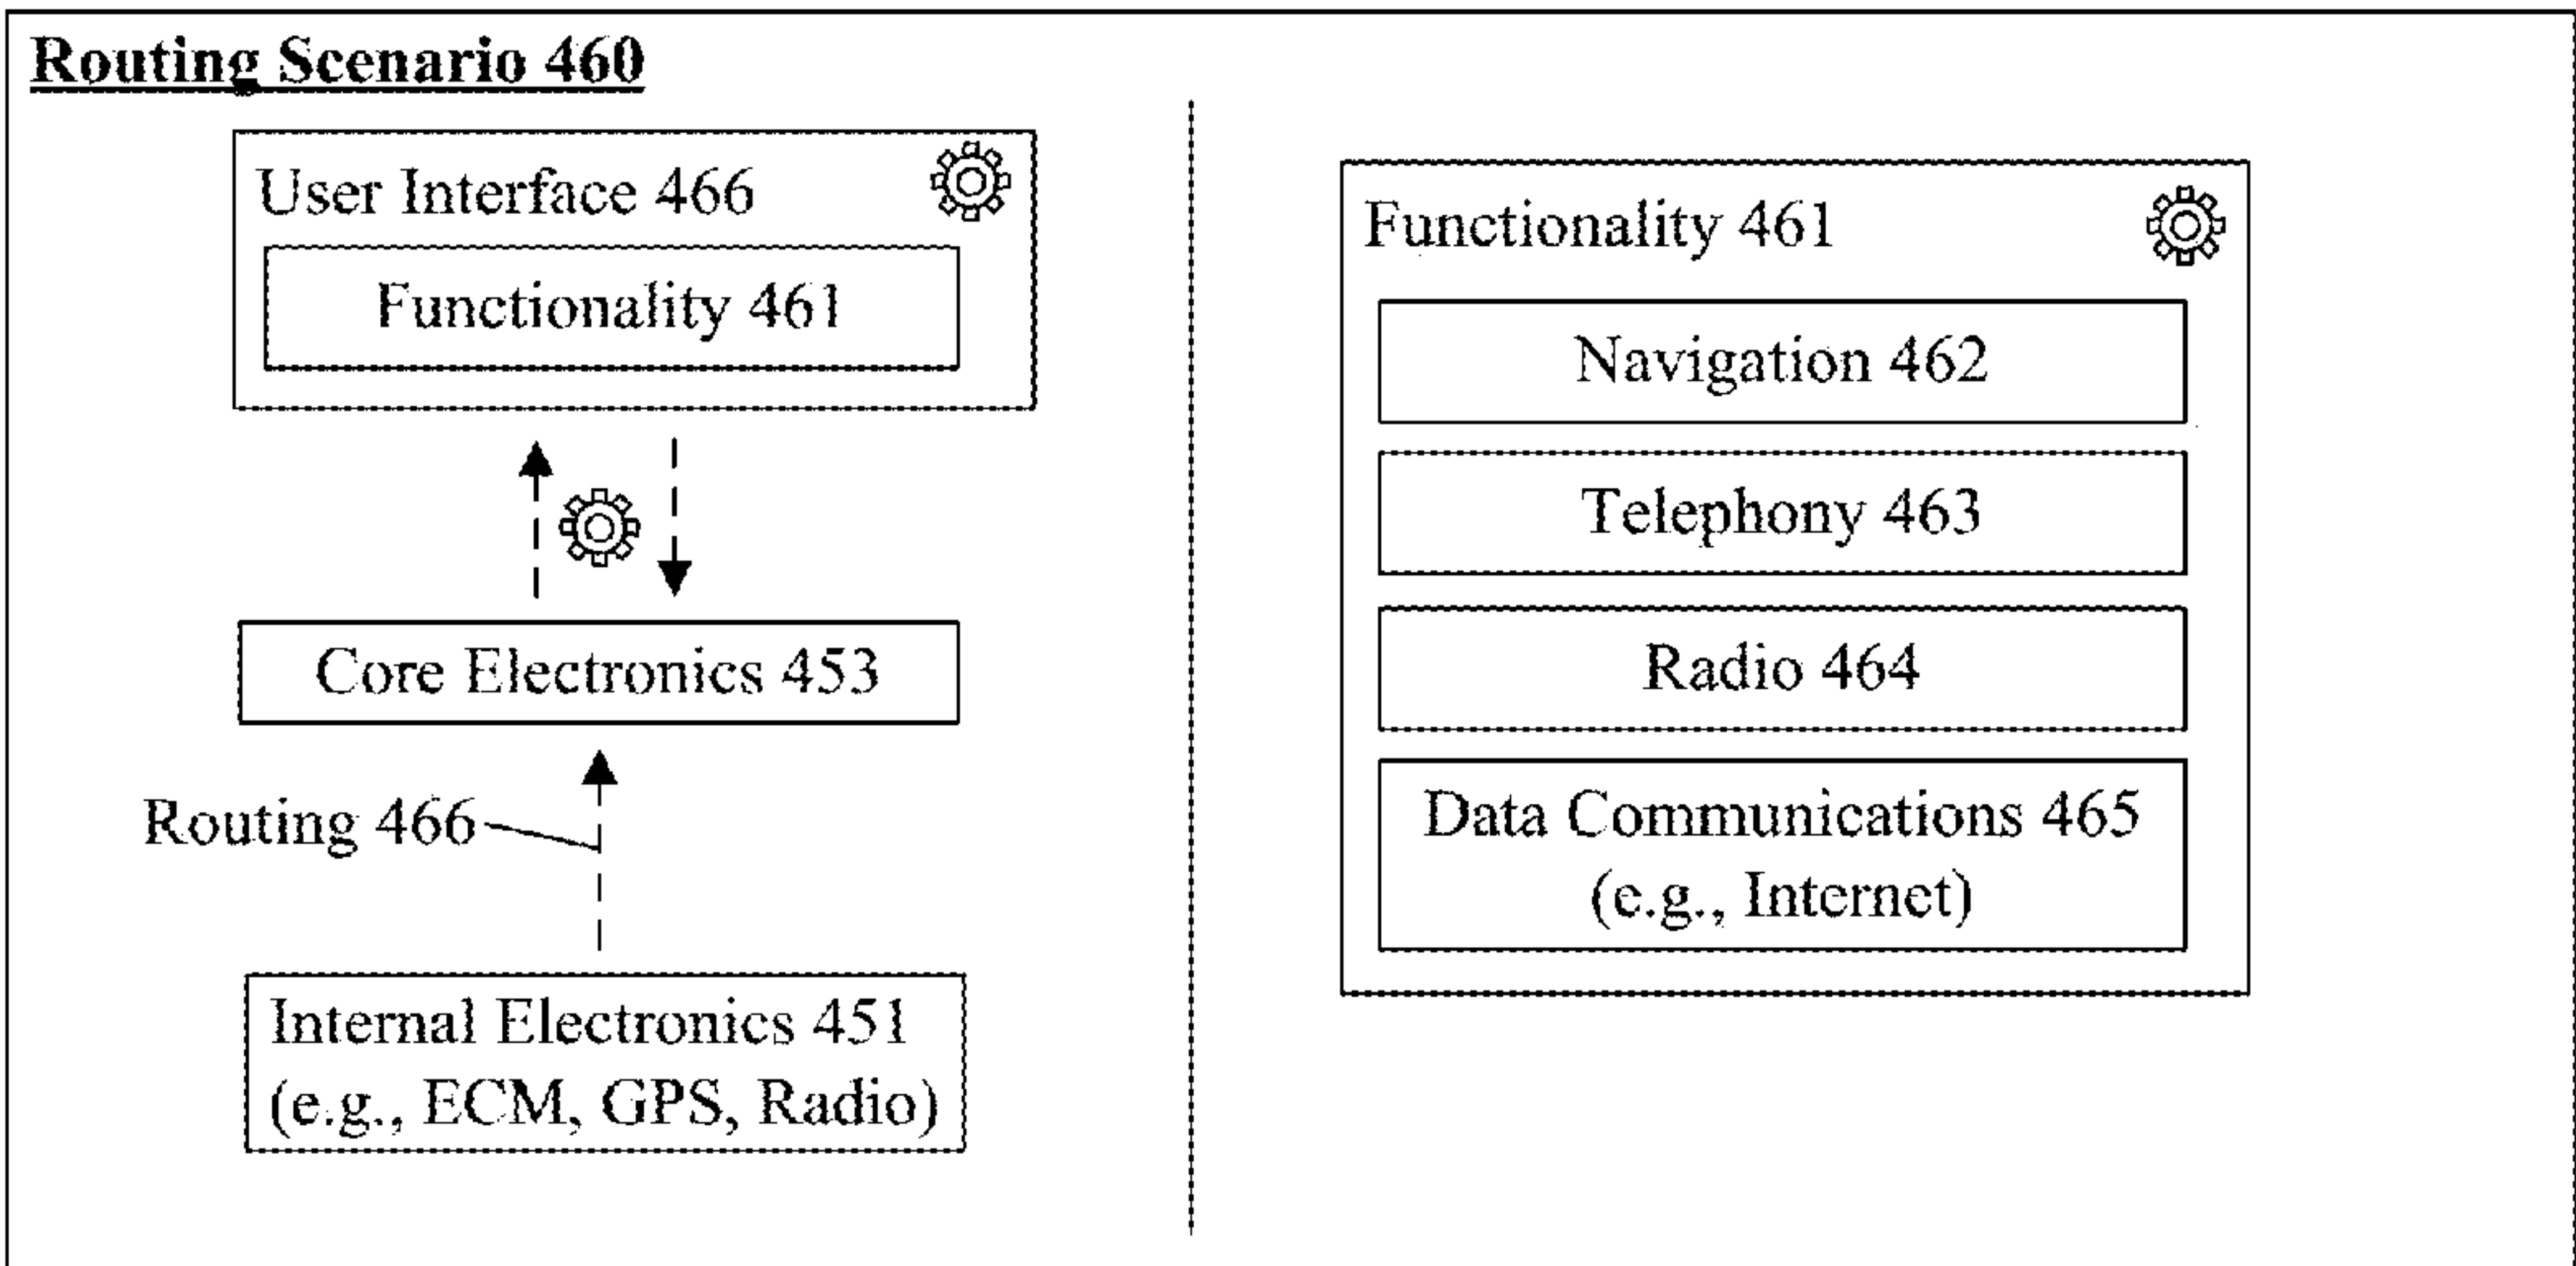 Routing Scenario 460
User Interface 466
Functionality 461
Core Electronics 453
Routing 466
Internal Electronics 451
(e.g., ECM, GPS, Radio)
Functionality 461
Navigation 462
Telephony 463
Radio 464
Data Communications 465
(e.g., Internet)